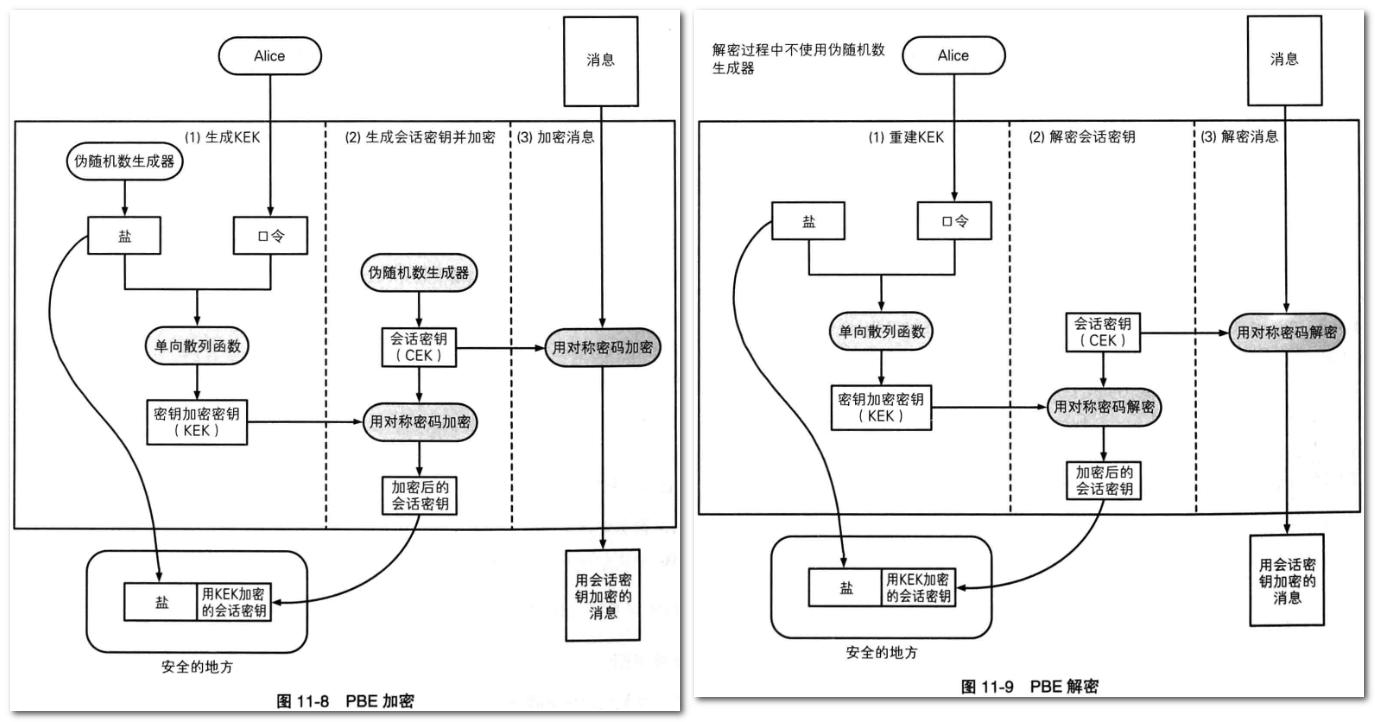 Alice
消息
(1) 生成KEK
(2) 生成会话密钥并加密
(3) 加密消息
伪随机数生成器
盐
口令
伪随机数生成器
单向散列函数
会话密钥
(CEK)
用对称密码加密
密钥加密密钥
(KEK)
用对称密码加密
加密后的
会话密钥
盐
用KEK加密
的会话密钥
用会话密
钥加密的
消息
安全的地方
图 11-8 PBE 加密
解密过程中不使用伪随机数
生成器
Alice
消息
(1) 重建KEK
(2) 解密会话密钥
(3) 解密消息
盐
口令
单向散列函数
会话密钥
(CEK)
用对称密码解密
密钥加密密钥
(KEK)
用对称密码解密
加密后的
会话密钥
盐
用KEK加密
的会话密钥
用会话密
钥加密的
消息
安全的地方
图 11-9 PBE 解密